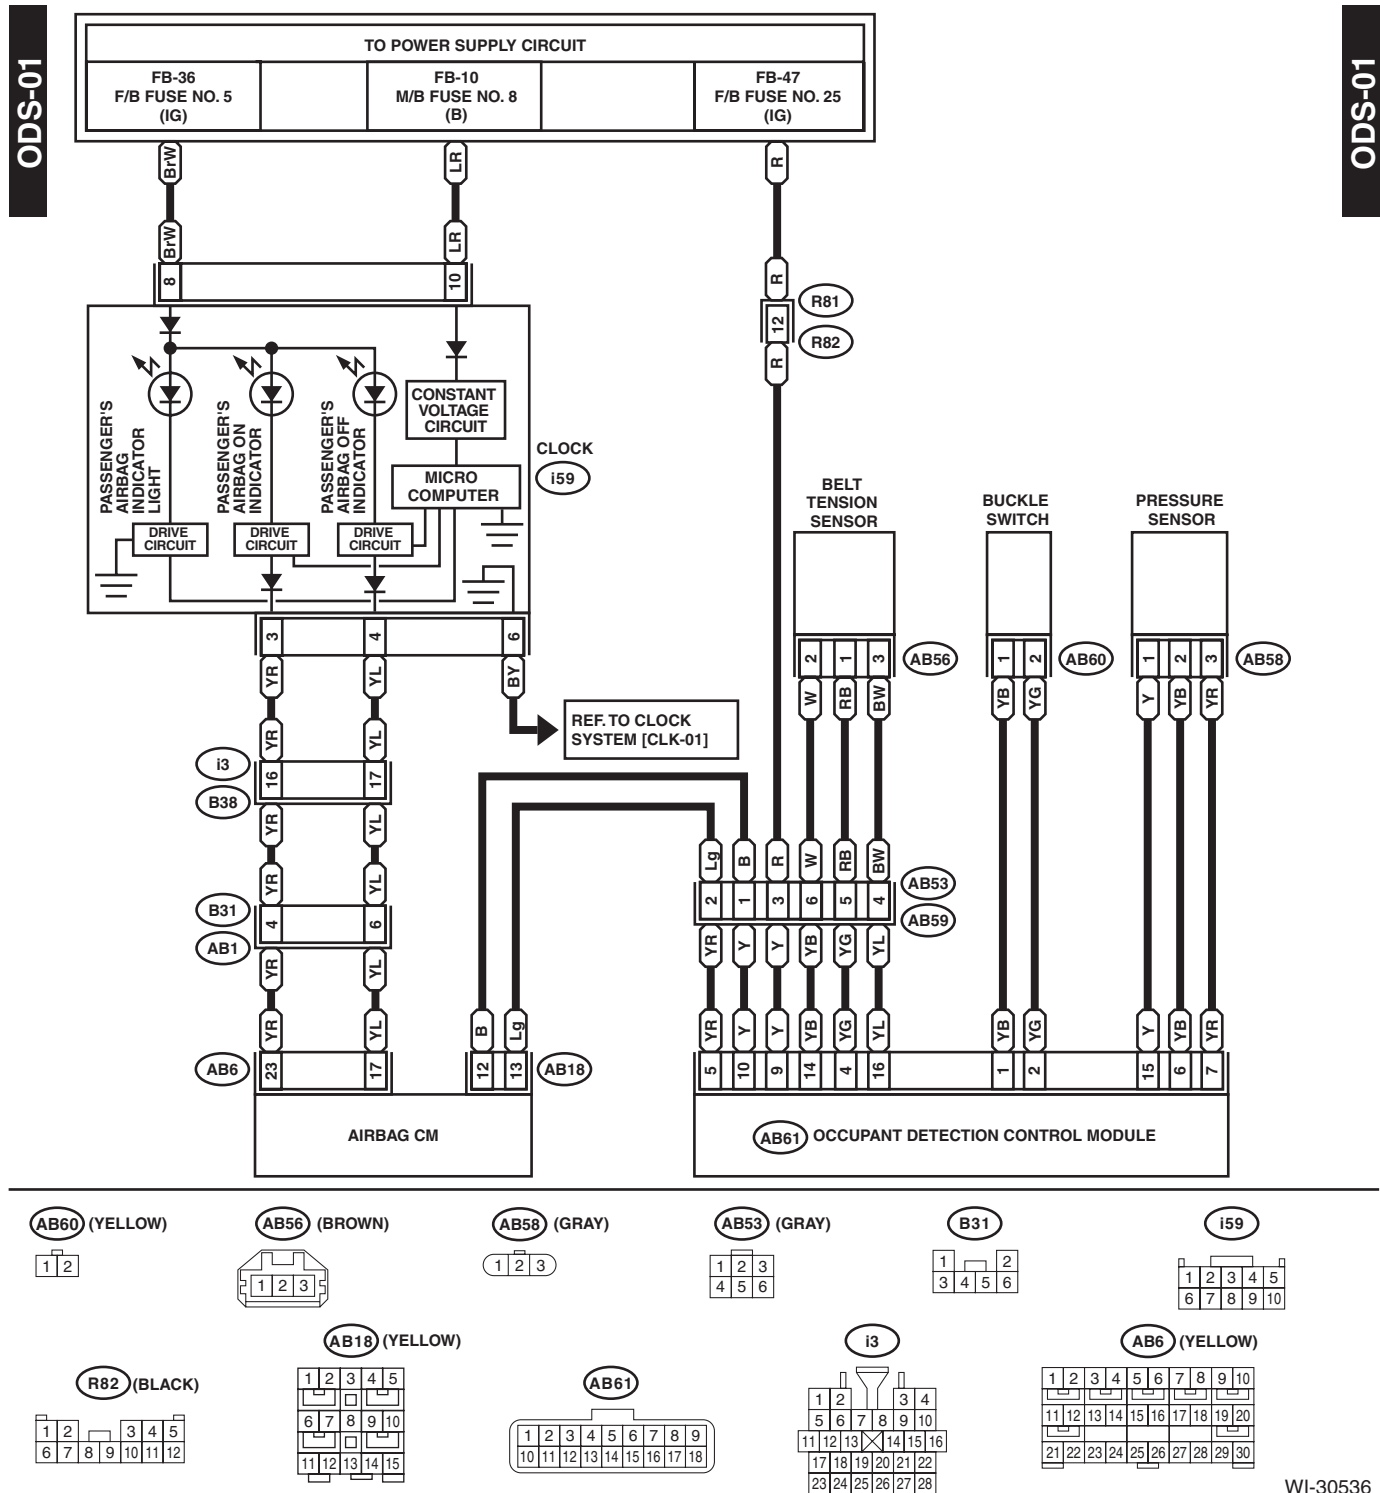 ODS-01
ODS-01
TO POWER SUPPLY CIRCUIT
FB-36
F/B FUSE NO. 5
(IG)
FB-10
M/B FUSE NO. 8
(B)
FB-47
F/B FUSE NO. 25
(IG)
BrW
LR
R
BrW
LR
R
8
10
12
R81
R82
R
PASSENGER'S
AIRBAG
INDICATOR
LIGHT
PASSENGER'S
AIRBAG ON
INDICATOR
PASSENGER'S
AIRBAG OFF
INDICATOR
CONSTANT
VOLTAGE
CIRCUIT
MICRO
COMPUTER
CLOCK
i59
DRIVE
CIRCUIT
DRIVE
CIRCUIT
DRIVE
CIRCUIT
BELT
TENSION
SENSOR
BUCKLE
SWITCH
PRESSURE
SENSOR
3 4 6
2 1 3
AB56
1 2
AB60
1 2 3
AB58
YR YL BY
W RB BW
YB YG
Y YB YR
REF. TO CLOCK
SYSTEM [CLK-01]
YR YL
i3
16 17
B38
YR YL
YR YL
B31
4 6
AB1
YR YL
Lg B R W RB BW
2 1 3 6 5 4
AB53
AB59
YR Y Y YB YG YL
YR YL
B Lg
YR Y Y YB YG YL
YB YG
Y YB YR
AB6
23 17
12 13
AB18
5 10 9 14 4 16
1 2
15 6 7
AIRBAG CM
AB61 OCCUPANT DETECTION CONTROL MODULE
AB60 (YELLOW)
1 2
AB56 (BROWN)
1 2 3
AB58 (GRAY)
1 2 3
AB53 (GRAY)
1 2 3
4 5 6
B31
1 2
3 4 5 6
i59
1 2 3 4 5
6 7 8 9 10
R82 (BLACK)
1 2 3 4 5
6 7 8 9 10 11 12
AB18 (YELLOW)
1 2 3 4 5
6 7 8 9 10
11 12 13 14 15
AB61
1 2 3 4 5 6 7 8 9
10 11 12 13 14 15 16 17 18
i3
1 2 3 4
5 6 7 8 9 10
11 12 13 14 15 16
17 18 19 20 21 22
23 24 25 26 27 28
AB6 (YELLOW)
1 2 3 4 5 6 7 8 9 10
11 12 13 14 15 16 17 18 19 20
21 22 23 24 25 26 27 28 29 30
WI-30536